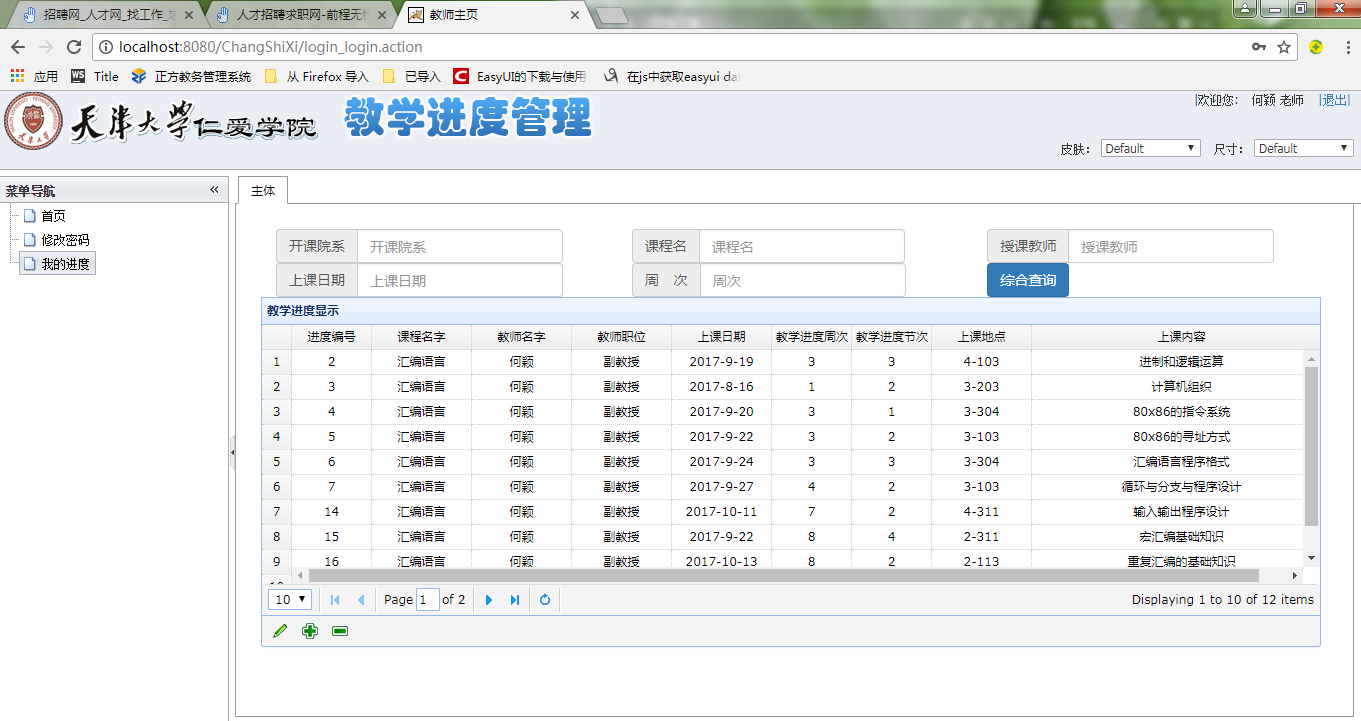 招聘网_人才网_找工作_求 人才招聘求职网-前程无忧 教师主页
localhost:8080/ChangShiXi/login_login.action
应用 Title 正方教务管理系统 从 Firefox 导入 已导入 EasyUI的下载与使用 在js中获取easyui dat
天津大学仁爱学院 教学进度管理
|欢迎您: 何颖 老师 |退出|
皮肤: Default 尺寸: Default
菜单导航
首页
修改密码
我的进度
主体
开课院系 开课院系 课程名 课程名 授课教师 授课教师
上课日期 上课日期 周 次 周次 综合查询
教学进度显示
进度编号 课程名字 教师名字 教师职位 上课日期 教学进度周次 教学进度节次 上课地点 上课内容
1 2 汇编语言 何颖 副教授 2017-9-19 3 3 4-103 进制和逻辑运算
2 3 汇编语言 何颖 副教授 2017-8-16 1 2 3-203 计算机组织
3 4 汇编语言 何颖 副教授 2017-9-20 3 1 3-304 80x86的指令系统
4 5 汇编语言 何颖 副教授 2017-9-22 3 2 3-103 80x86的寻址方式
5 6 汇编语言 何颖 副教授 2017-9-24 3 3 3-304 汇编语言程序格式
6 7 汇编语言 何颖 副教授 2017-9-27 4 2 3-103 循环与分支与程序设计
7 14 汇编语言 何颖 副教授 2017-10-11 7 2 4-311 输入输出程序设计
8 15 汇编语言 何颖 副教授 2017-9-22 8 4 2-311 宏汇编基础知识
9 16 汇编语言 何颖 副教授 2017-10-13 8 2 2-113 重复汇编的基础知识
10 Page 1 of 2 Displaying 1 to 10 of 12 items